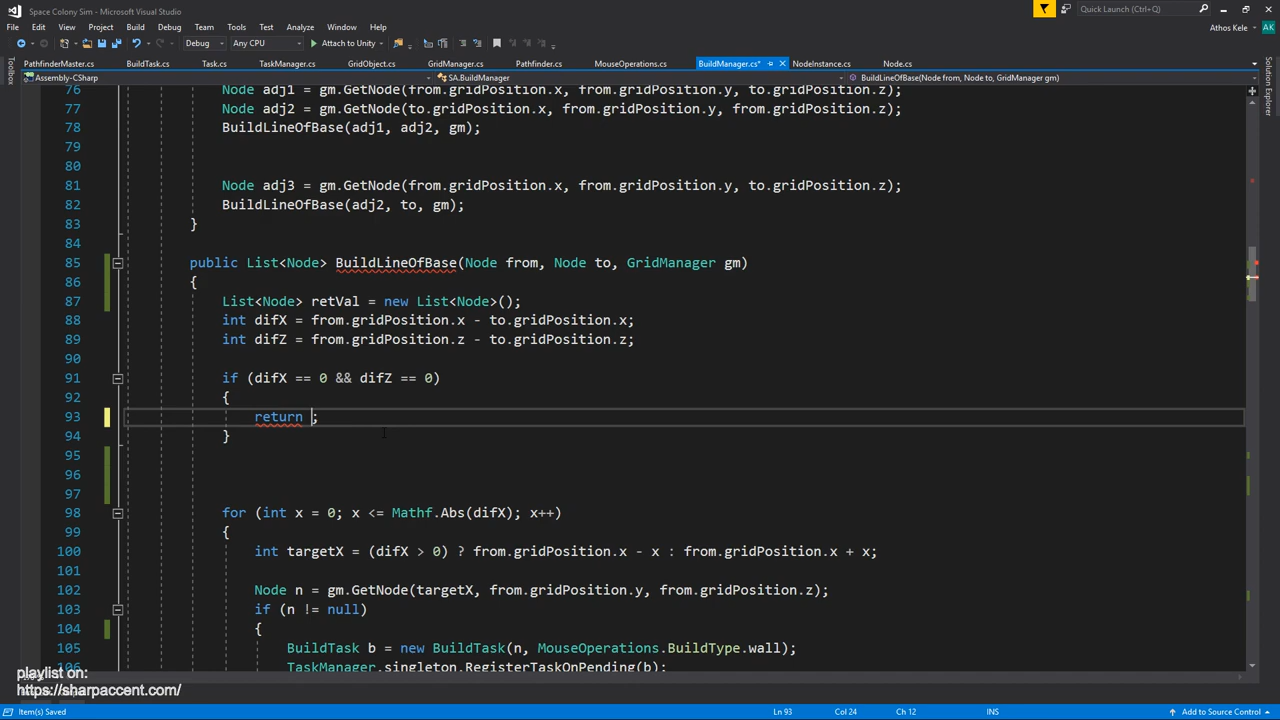 Space Colony Sim - Microsoft Visual Studio
Quick Launch (Ctrl+Q)
File Edit View Project Build Debug Team Tools Test Analyze Window Help
Athos Kele AK
Debug Any CPU Attach to Unity
PathfinderMaster.cs BuildTask.cs Task.cs TaskManager.cs GridObject.cs GridManager.cs Pathfinder.cs MouseOperations.cs BuildManager.cs* NodeInstance.cs Node.cs
Toolbox
Solution Explorer
Assembly-CSharp SA.BuildManager BuildLineOfBase(Node from, Node to, GridManager gm)
76 Node adj1 = gm.GetNode(from.gridPosition.x, from.gridPosition.y, to.gridPosition.z);
77 Node adj2 = gm.GetNode(to.gridPosition.x, from.gridPosition.y, from.gridPosition.z);
78 BuildLineOfBase(adj1, adj2, gm);
79
80
81 Node adj3 = gm.GetNode(from.gridPosition.x, from.gridPosition.y, to.gridPosition.z);
82 BuildLineOfBase(adj2, to, gm);
83 }
84
85 public List<Node> BuildLineOfBase(Node from, Node to, GridManager gm)
86 {
87 List<Node> retVal = new List<Node>();
88 int difX = from.gridPosition.x - to.gridPosition.x;
89 int difZ = from.gridPosition.z - to.gridPosition.z;
90
91 if (difX == 0 && difZ == 0)
92 {
93 return ;
94 }
95
96
97
98 for (int x = 0; x <= Mathf.Abs(difX); x++)
99 {
100 int targetX = (difX > 0) ? from.gridPosition.x - x : from.gridPosition.x + x;
101
102 Node n = gm.GetNode(targetX, from.gridPosition.y, from.gridPosition.z);
103 if (n != null)
104 {
105 BuildTask b = new BuildTask(n, MouseOperations.BuildType.wall);
106 TaskManager.singleton.RegisterTaskOnPending(b);
playlist on:
https://sharpaccent.com/
Item(s) Saved Ln 93 Col 24 Ch 12 INS Add to Source Control